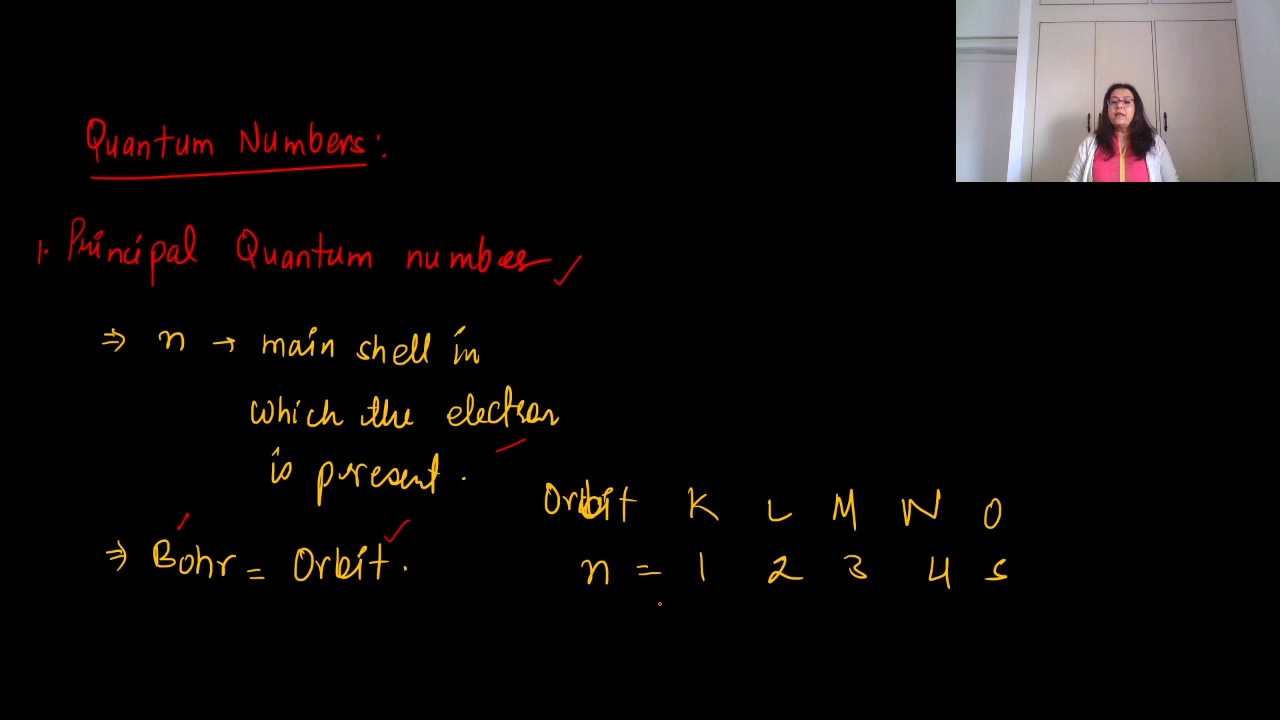 Quantum Numbers:
1. Principal Quantum number ✓
⇒ n → main shell in
which the electron
is present.
⇒ Bohr = Orbit.
Orbit K L M N O
n = 1 2 3 4 5